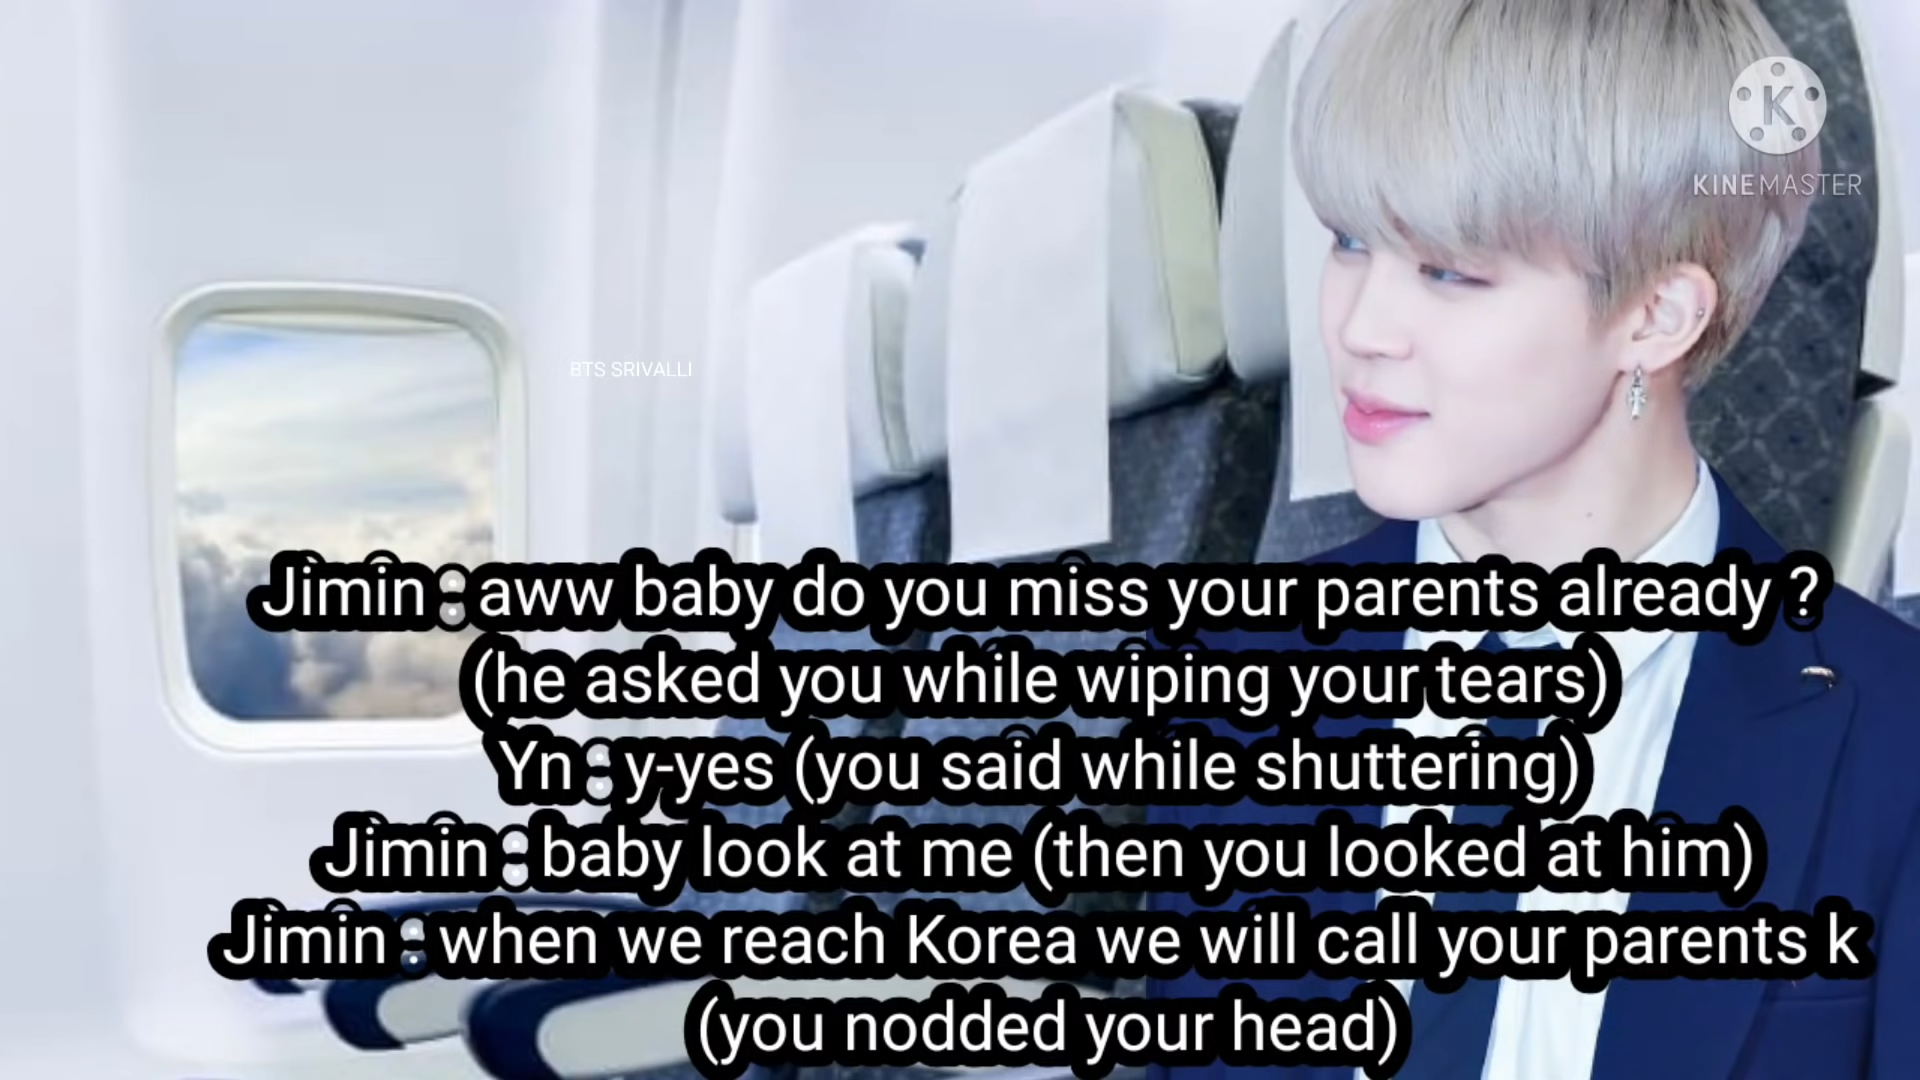 K
KINEMASTER
BTS SRIVALLI
Jimin : aww baby do you miss your parents already ?
(he asked you while wiping your tears)
Yn : y-yes (you said while shuttering)
Jimin : baby look at me (then you looked at him)
Jimin : when we reach Korea we will call your parents k
(you nodded your head)